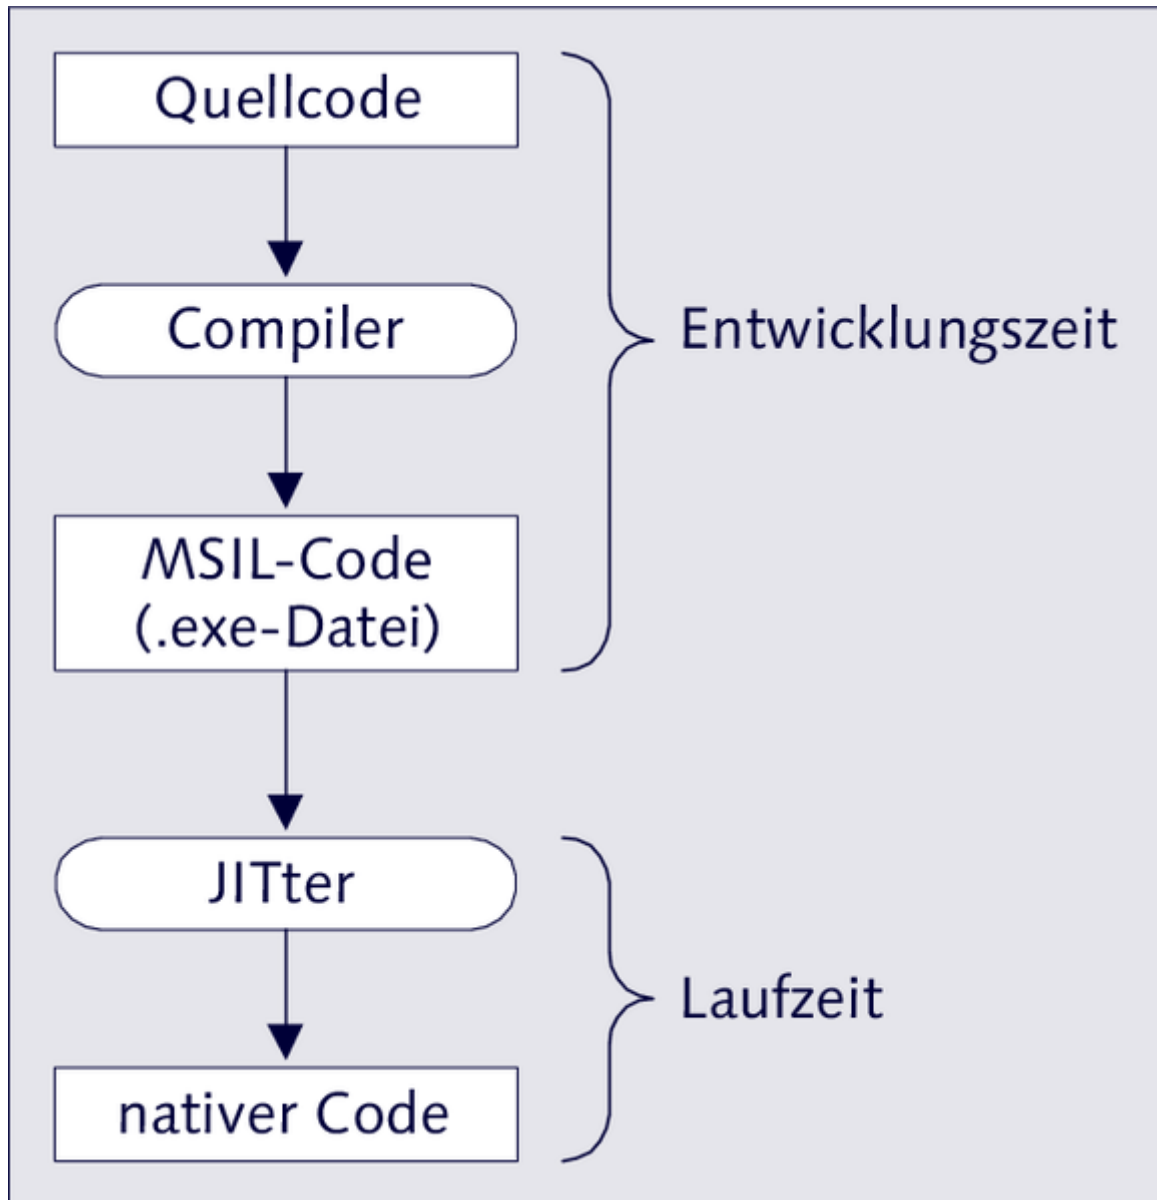 Quellcode
Compiler
Entwicklungszeit
MSIL-Code
(.exe-Datei)
JITter
Laufzeit
nativer Code